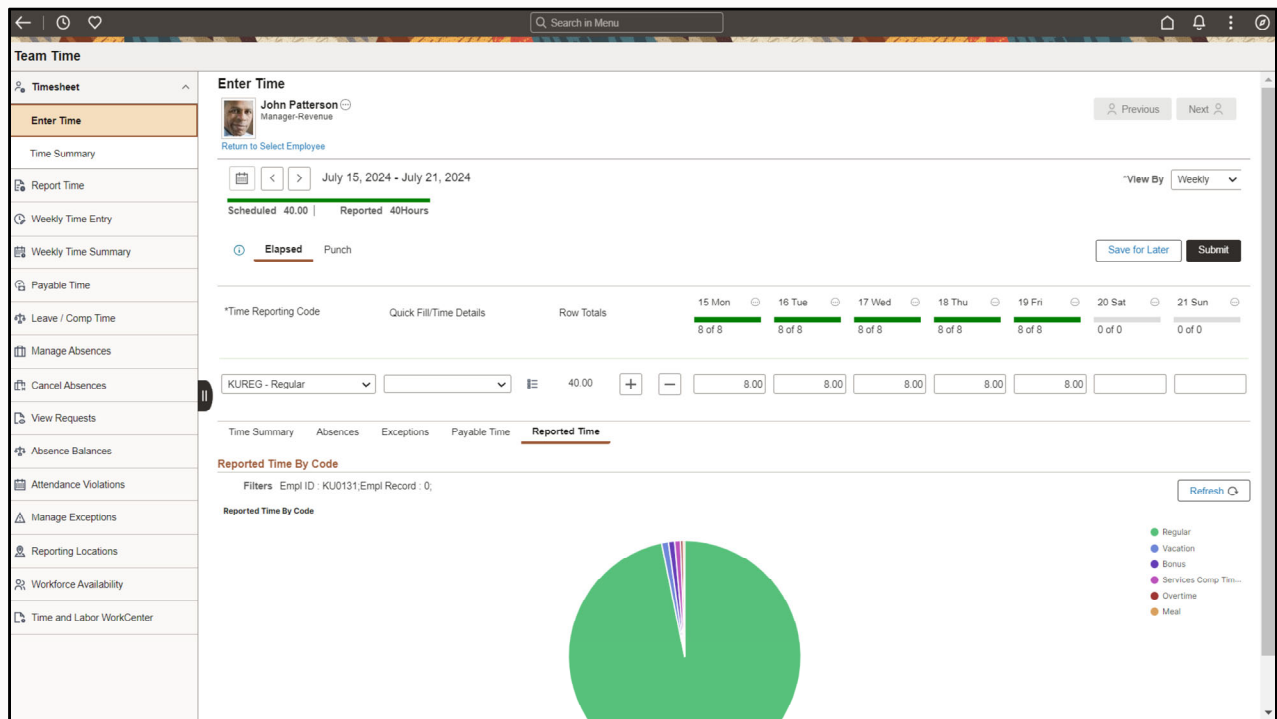 Search in Menu
Team Time
Timesheet
Enter Time
Time Summary
Report Time
Weekly Time Entry
Weekly Time Summary
Payable Time
Leave / Comp Time
Manage Absences
Cancel Absences
View Requests
Absence Balances
Attendance Violations
Manage Exceptions
Reporting Locations
Workforce Availability
Time and Labor WorkCenter
Enter Time
John Patterson
Manager-Revenue
Previous Next
Return to Select Employee
July 15, 2024 - July 21, 2024
*View By Weekly
Scheduled 40.00 | Reported 40Hours
Elapsed Punch
Save for Later Submit
*Time Reporting Code Quick Fill/Time Details Row Totals
15 Mon 16 Tue 17 Wed 18 Thu 19 Fri 20 Sat 21 Sun
8 of 8 8 of 8 8 of 8 8 of 8 8 of 8 0 of 0 0 of 0
KUREG - Regular 40.00 + − 8.00 8.00 8.00 8.00 8.00
Time Summary Absences Exceptions Payable Time Reported Time
Reported Time By Code
Filters Empl ID : KU0131;Empl Record : 0;
Refresh
Reported Time By Code
Regular
Vacation
Bonus
Services Comp Tim...
Overtime
Meal